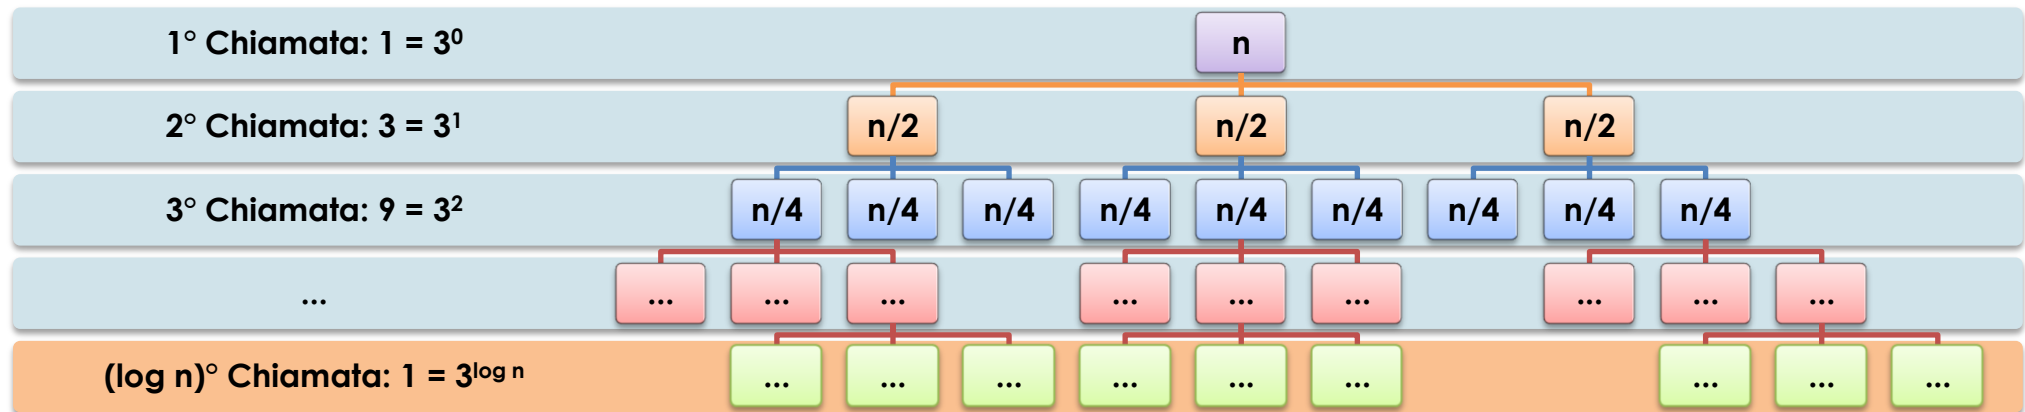 1° Chiamata: 1 = 3⁰ n
2° Chiamata: 3 = 3¹ n/2 n/2 n/2
3° Chiamata: 9 = 3² n/4 n/4 n/4 n/4 n/4 n/4 n/4 n/4 n/4
... ... ... ... ... ... ... ... ... ...
(log n)° Chiamata: 1 = 3^log n ... ... ... ... ... ... ... ... ...